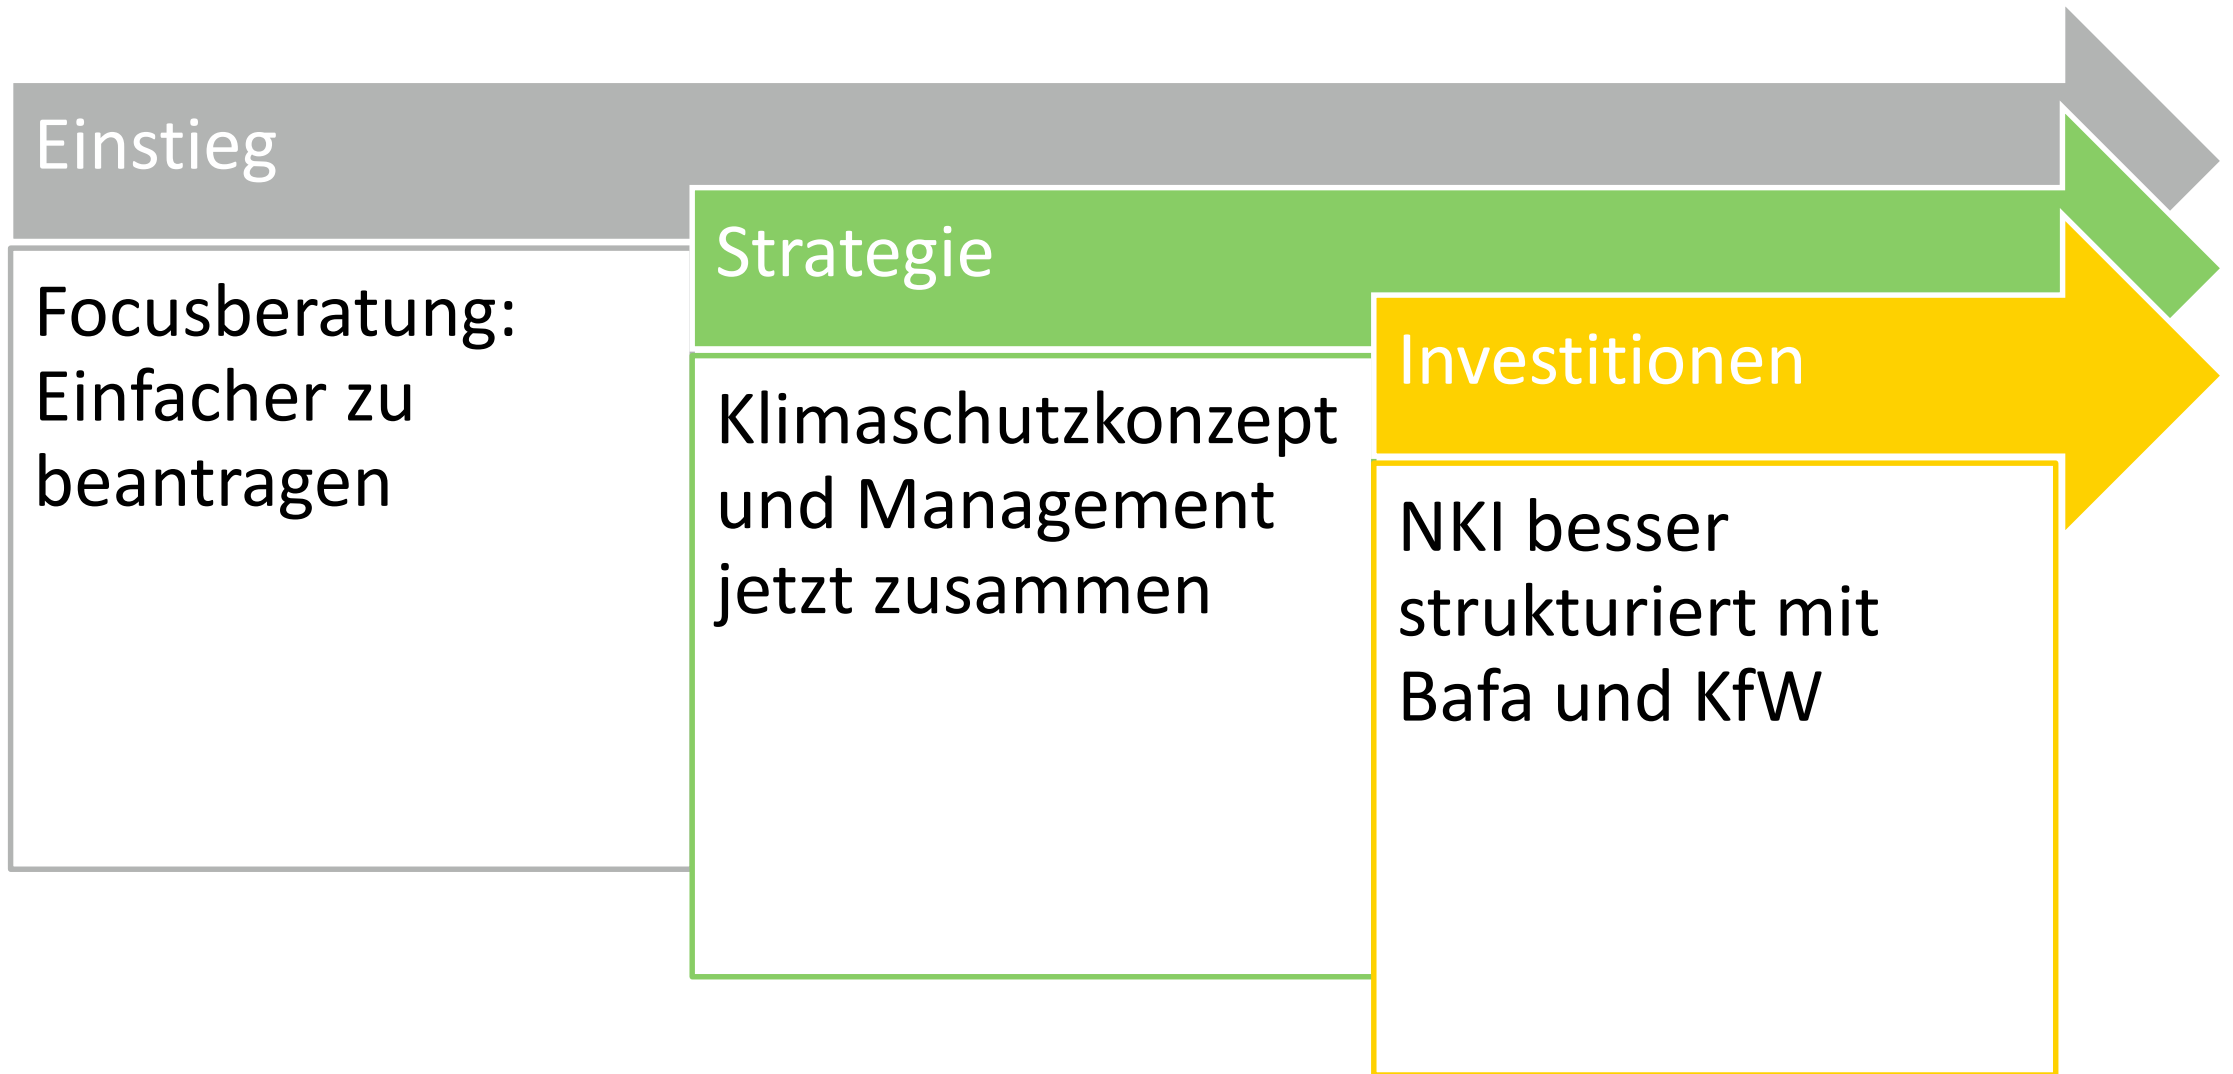 Einstieg
Focusberatung:
Einfacher zu
beantragen
Strategie
Klimaschutzkonzept
und Management
jetzt zusammen
Investitionen
NKI besser
strukturiert mit
Bafa und KfW